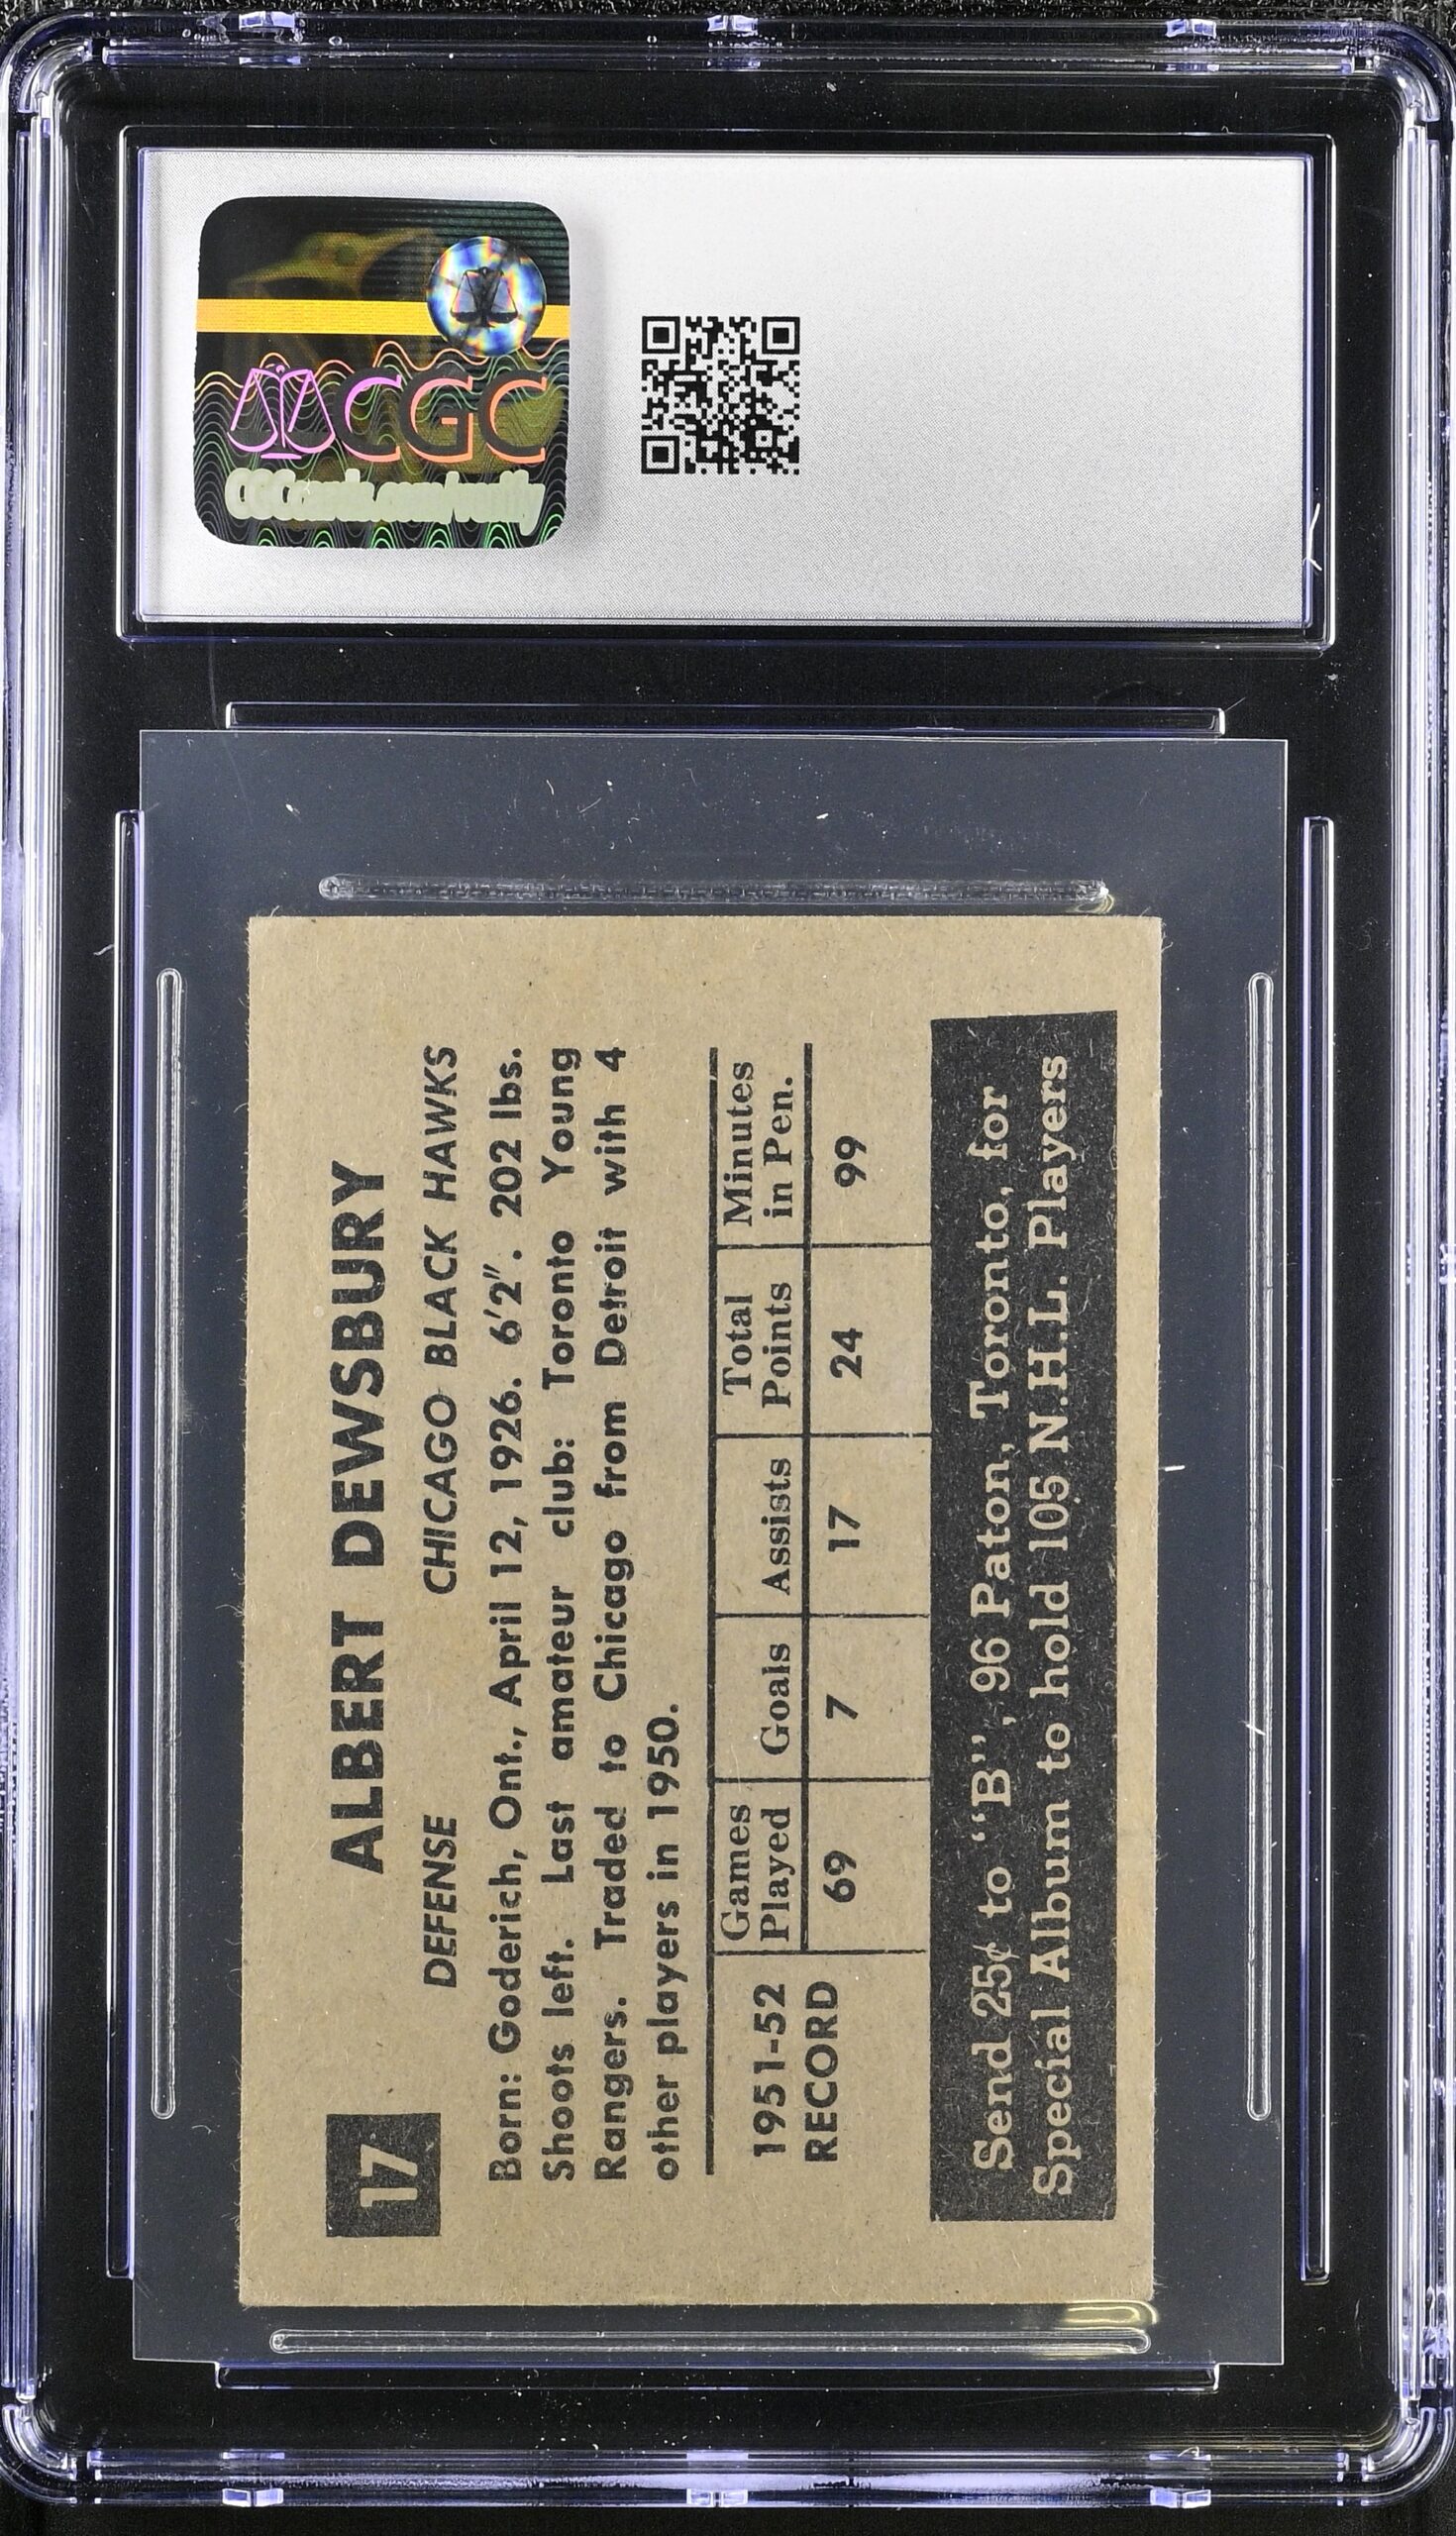 CGC
CGCcomics.com/verify
17
ALBERT DEWSBURY
DEFENSE CHICAGO BLACK HAWKS
Born: Goderich, Ont., April 12, 1926. 6'2". 202 lbs.
Shoots left. Last amateur club: Toronto Young
Rangers. Traded to Chicago from Detroit with 4
other players in 1950.
1951-52 RECORD
Games Played Goals Assists Total Points Minutes in Pen.
69 7 17 24 99
Send 25¢ to "B", 96 Paton, Toronto, for
Special Album to hold 105 N.H.L. Players